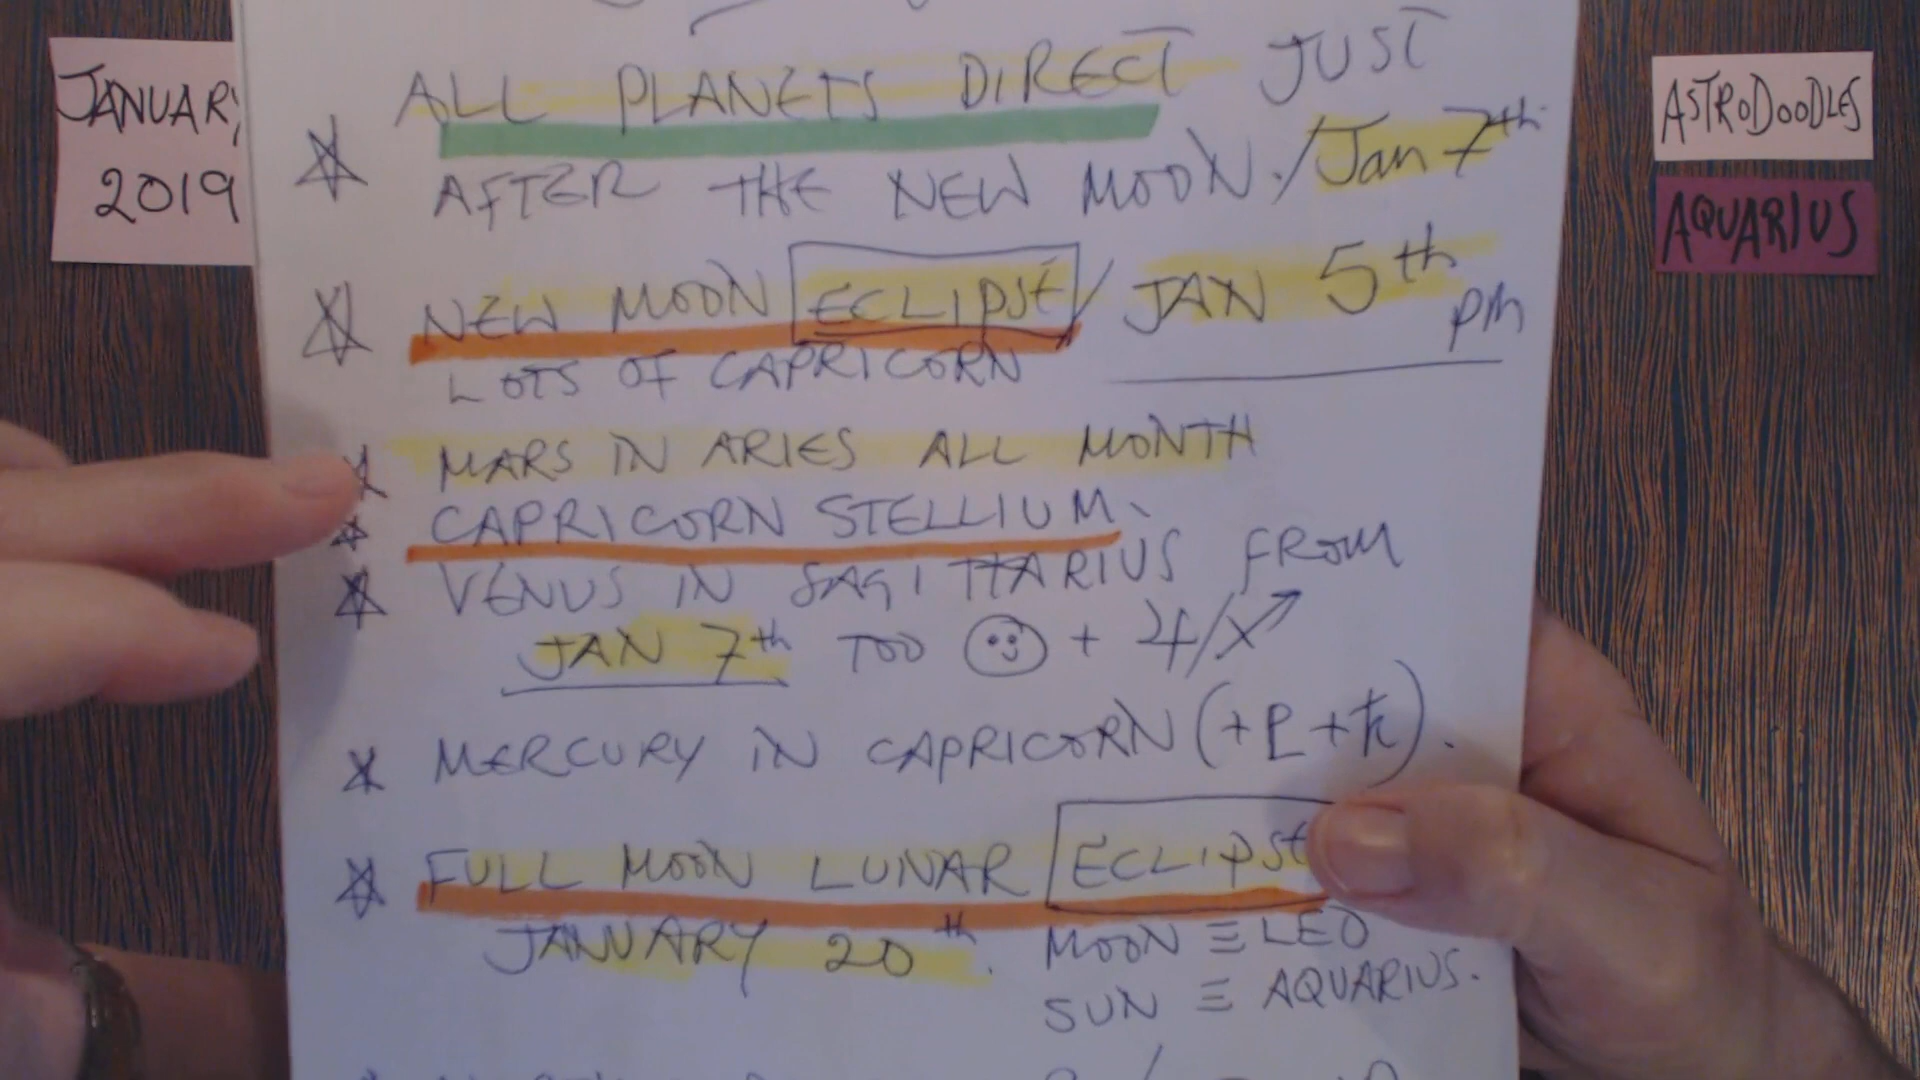 JANUARY
2019
ASTRODOODLES
AQUARIUS
ALL PLANETS DIRECT JUST
AFTER THE NEW MOON. / Jan 7th
NEW MOON ECLIPSE / JAN 5th pm
LOTS OF CAPRICORN
MARS IN ARIES ALL MONTH
CAPRICORN STELLIUM.
VENUS IN SAGITTARIUS FROM
JAN 7th TOO + ♃/♐
MERCURY IN CAPRICORN (+ P + ♄).
FULL MOON LUNAR ECLIPSE
JANUARY 20th. MOON ≡ LEO
SUN ≡ AQUARIUS.